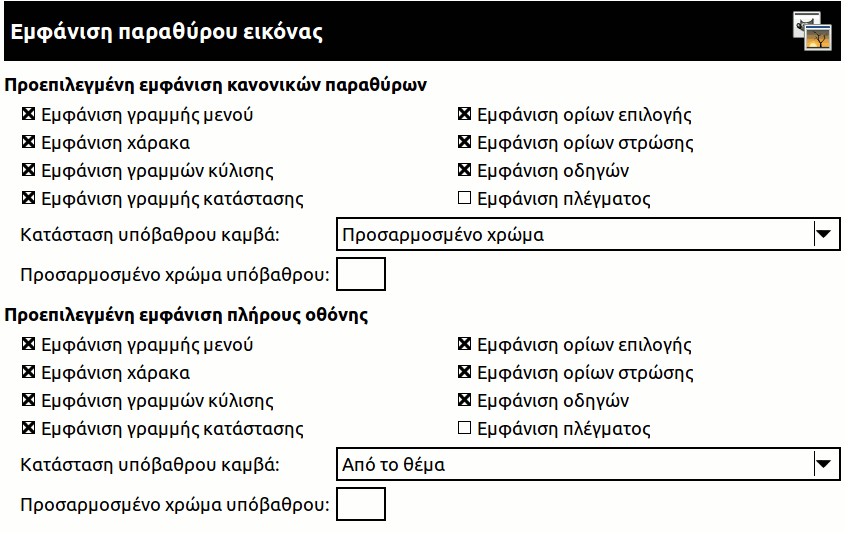 Εμφάνιση παραθύρου εικόνας
Προεπιλεγμένη εμφάνιση κανονικών παραθύρων
Εμφάνιση γραμμής μενού Εμφάνιση ορίων επιλογής
Εμφάνιση χάρακα Εμφάνιση ορίων στρώσης
Εμφάνιση γραμμών κύλισης Εμφάνιση οδηγών
Εμφάνιση γραμμής κατάστασης Εμφάνιση πλέγματος
Κατάσταση υπόβαθρου καμβά: Προσαρμοσμένο χρώμα
Προσαρμοσμένο χρώμα υπόβαθρου:
Προεπιλεγμένη εμφάνιση πλήρους οθόνης
Εμφάνιση γραμμής μενού Εμφάνιση ορίων επιλογής
Εμφάνιση χάρακα Εμφάνιση ορίων στρώσης
Εμφάνιση γραμμών κύλισης Εμφάνιση οδηγών
Εμφάνιση γραμμής κατάστασης Εμφάνιση πλέγματος
Κατάσταση υπόβαθρου καμβά: Από το θέμα
Προσαρμοσμένο χρώμα υπόβαθρου: